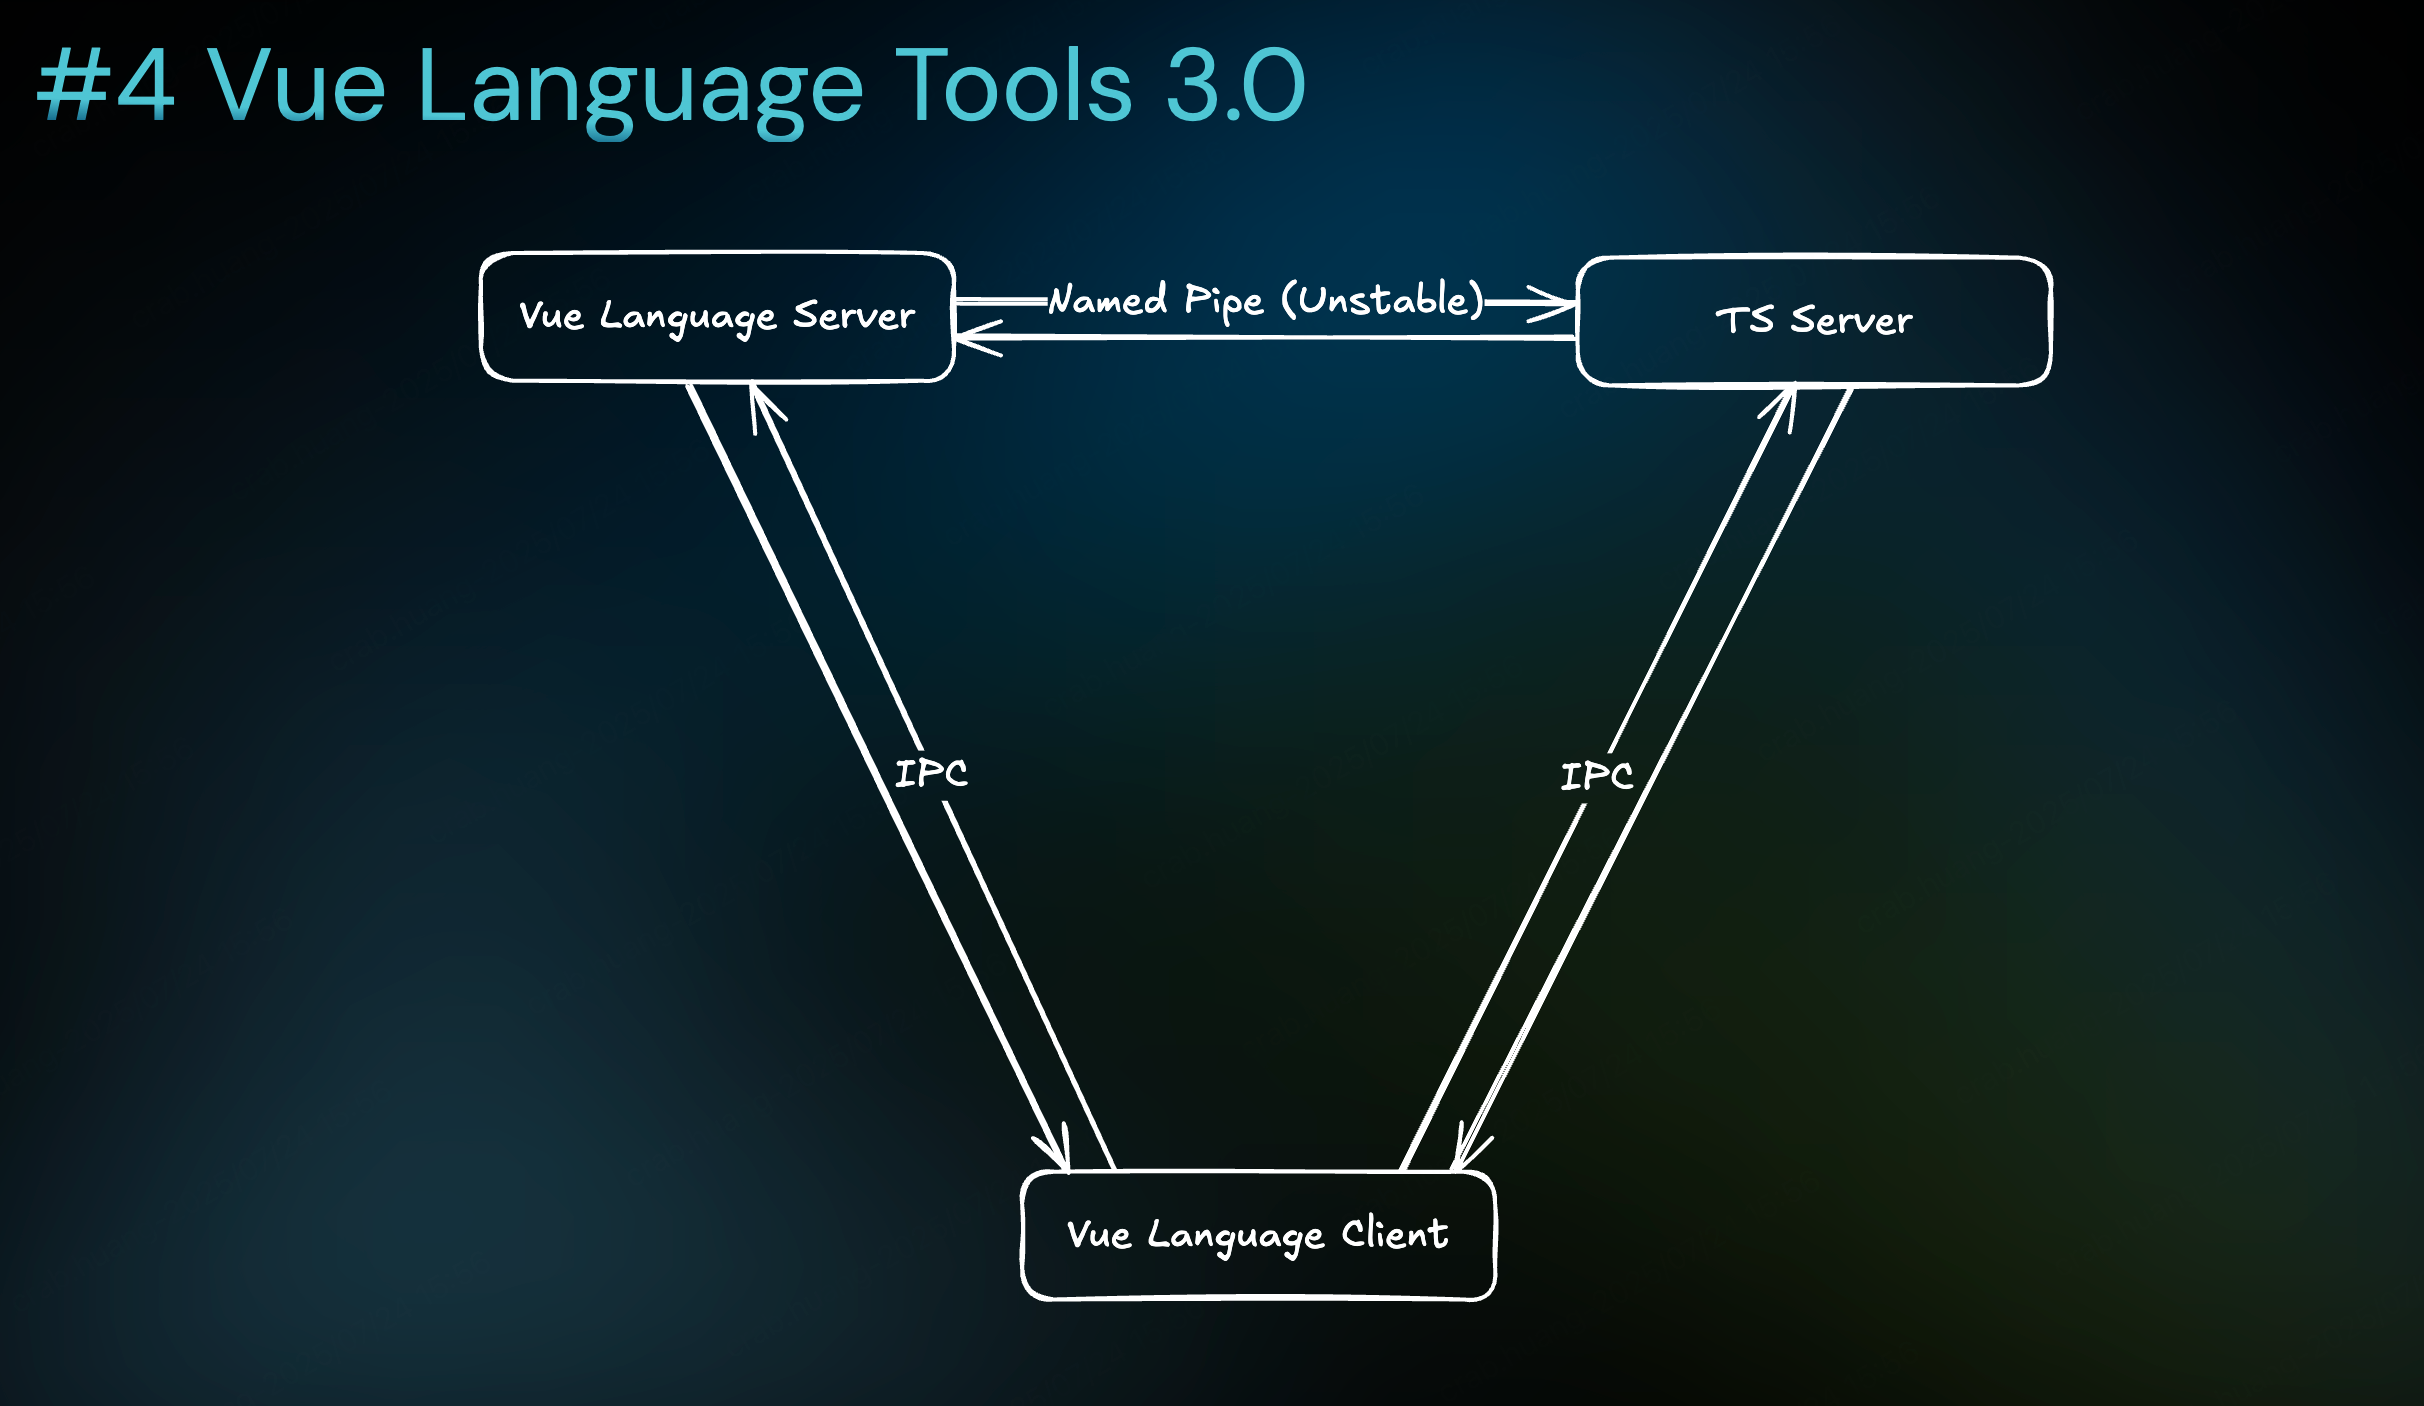 #4 Vue Language Tools 3.0
Vue Language Server
Named Pipe (Unstable)
TS Server
IPC
IPC
Vue Language Client